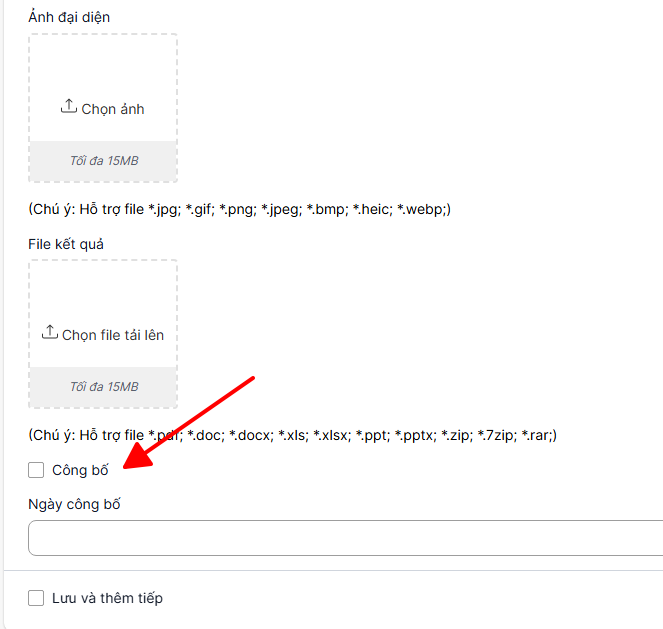 Ảnh đại diện
Chọn ảnh
Tối đa 15MB
(Chú ý: Hỗ trợ file *.jpg; *.gif; *.png; *.jpeg; *.bmp; *.heic; *.webp;)
File kết quả
Chọn file tải lên
Tối đa 15MB
(Chú ý: Hỗ trợ file *.pdf; *.doc; *.docx; *.xls; *.xlsx; *.ppt; *.pptx; *.zip; *.7zip; *.rar;)
Công bố
Ngày công bố
Lưu và thêm tiếp